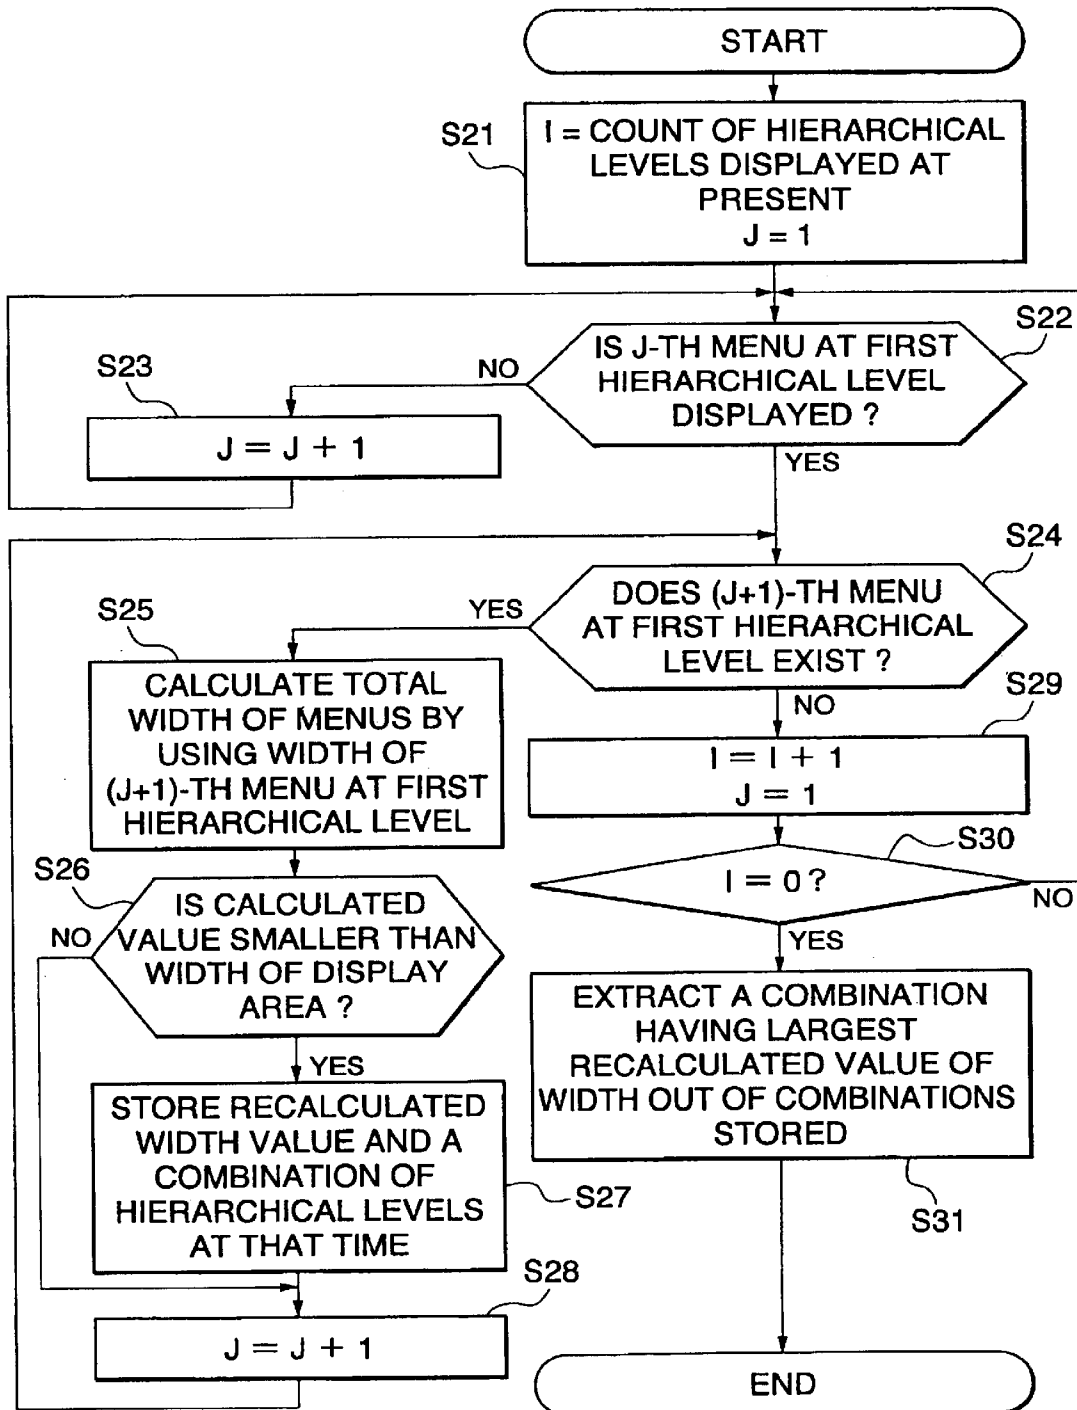 START
S21
I = COUNT OF HIERARCHICAL
LEVELS DISPLAYED AT
PRESENT
J = 1
S22
IS J-TH MENU AT FIRST
HIERARCHICAL LEVEL
DISPLAYED ?
NO
YES
S23
J = J + 1
S24
DOES (J+1)-TH MENU
AT FIRST HIERARCHICAL
LEVEL EXIST ?
YES
NO
S25
CALCULATE TOTAL
WIDTH OF MENUS BY
USING WIDTH OF
(J+1)-TH MENU AT FIRST
HIERARCHICAL LEVEL
S26
IS CALCULATED
VALUE SMALLER THAN
WIDTH OF DISPLAY
AREA ?
NO
YES
STORE RECALCULATED
WIDTH VALUE AND A
COMBINATION OF
HIERARCHICAL LEVELS
AT THAT TIME
S27
S28
J = J + 1
S29
I = I + 1
J = 1
S30
I = 0 ?
NO
YES
EXTRACT A COMBINATION
HAVING LARGEST
RECALCULATED VALUE OF
WIDTH OUT OF COMBINATIONS
STORED
S31
END